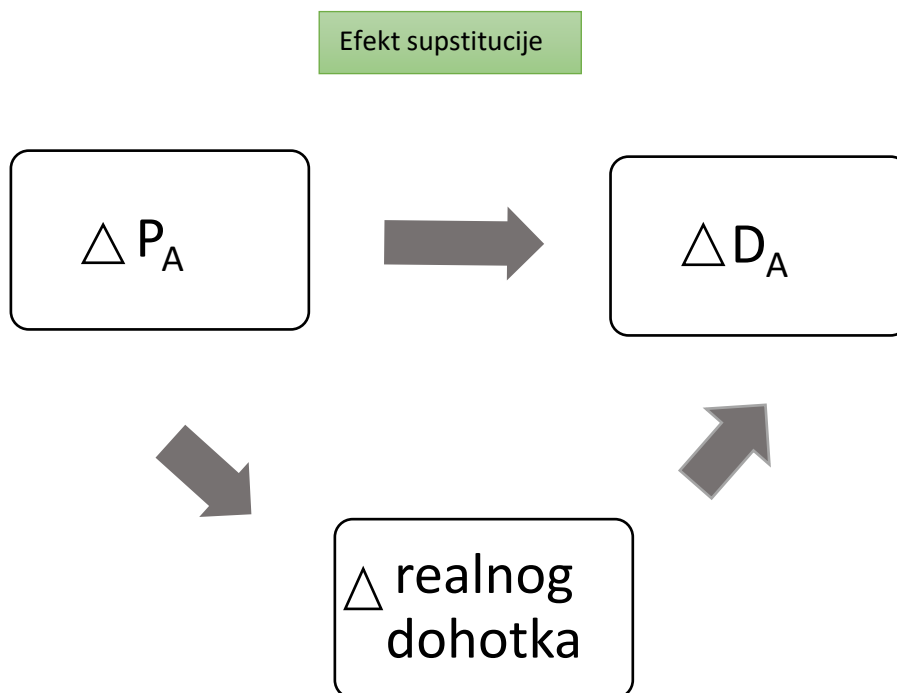 Efekt supstitucije
△ P_A
△ D_A
△ realnog
dohotka